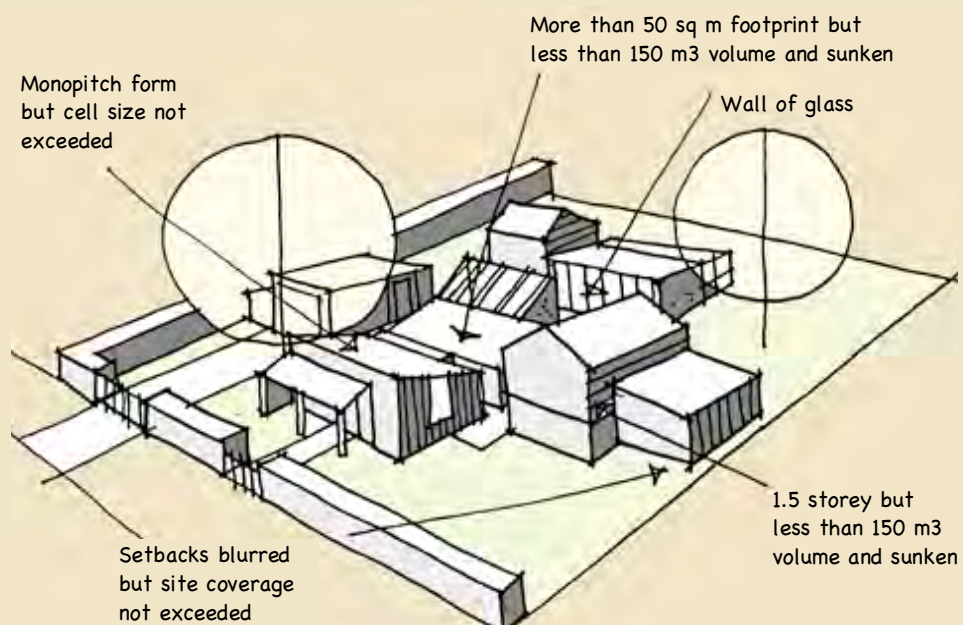 More than 50 sq m footprint but
less than 150 m3 volume and sunken
Monopitch form
but cell size not
exceeded
Wall of glass
1.5 storey but
less than 150 m3
volume and sunken
Setbacks blurred
but site coverage
not exceeded